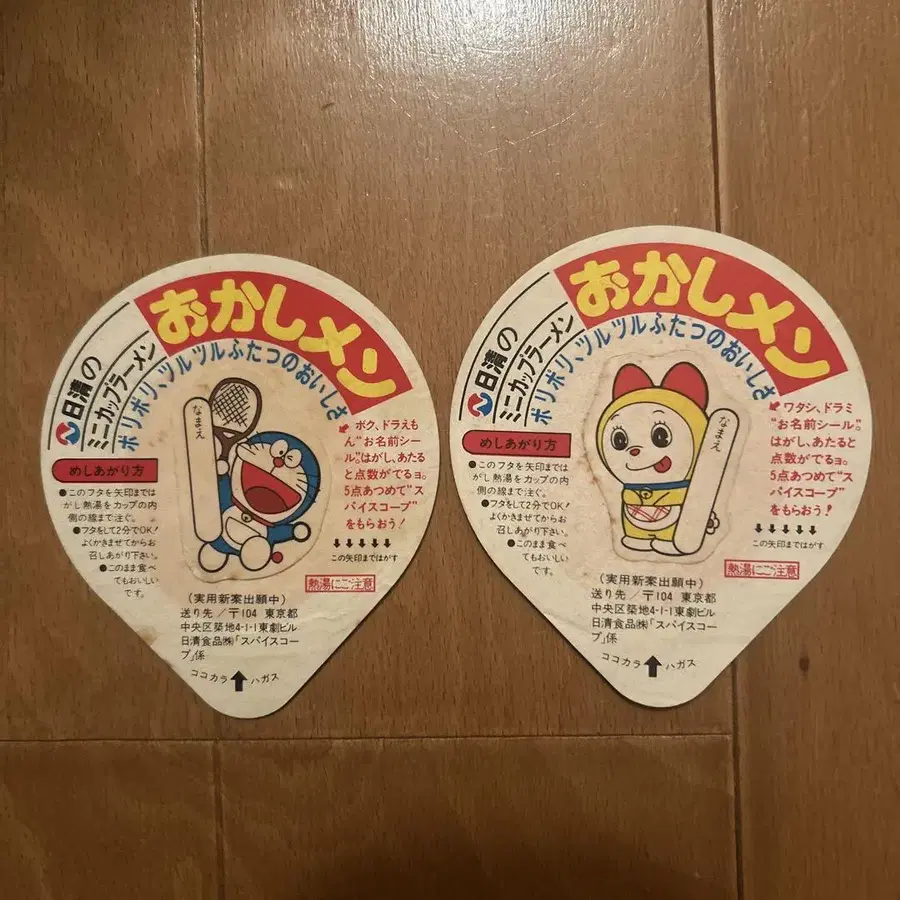 日清の
ミニカップラーメン
おかしメン
ポリポリ、ツルツルふたつのおいしさ
めしあがり方
●このフタを矢印まではがし熱湯をカップの内側の線まで注ぐ。
●フタをして2分でOK!よくかきまぜてからお召しあがり下さい。
●このまま食べてもおいしいです。
なまえ
ボク、ドラえも
ん“お名前シー
ル”はがし、あたる
と点数がでるョ。
5点あつめて“ス
パイスコープ”
をもらおう!
この矢印まではがす
熱湯にご注意
(実用新案出願中)
送り先/〒104 東京都
中央区築地4-1-1東劇ビル
日清食品㈱「スパイスコー
プ」係
ココカラ
ハガス
日清の
ミニカップラーメン
おかしメン
ポリポリ、ツルツルふたつのおいしさ
めしあがり方
●このフタを矢印まではがし熱湯をカップの内側の線まで注ぐ。
●フタをして2分でOK!よくかきまぜてからお召しあがり下さい。
●このまま食べてもおいしいです。
なまえ
ワタシ、ドラミ
“お名前シール”
はがし、あたると
点数がでるョ。
5点あつめて“ス
パイスコープ”
をもらおう!
この矢印まではがす
熱湯にご注意
(実用新案出願中)
送り先/〒104 東京都
中央区築地4-1-1東劇ビル
日清食品㈱「スパイスコー
プ」係
ココカラ
ハガス